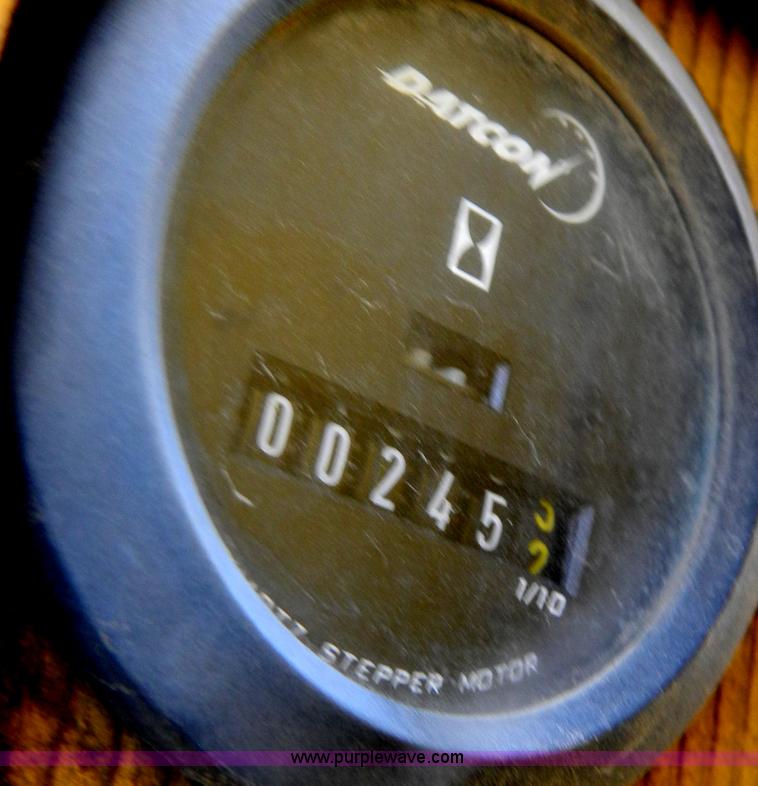 DATCON
00245
1/10
STEPPER MOTOR
www.purplewave.com